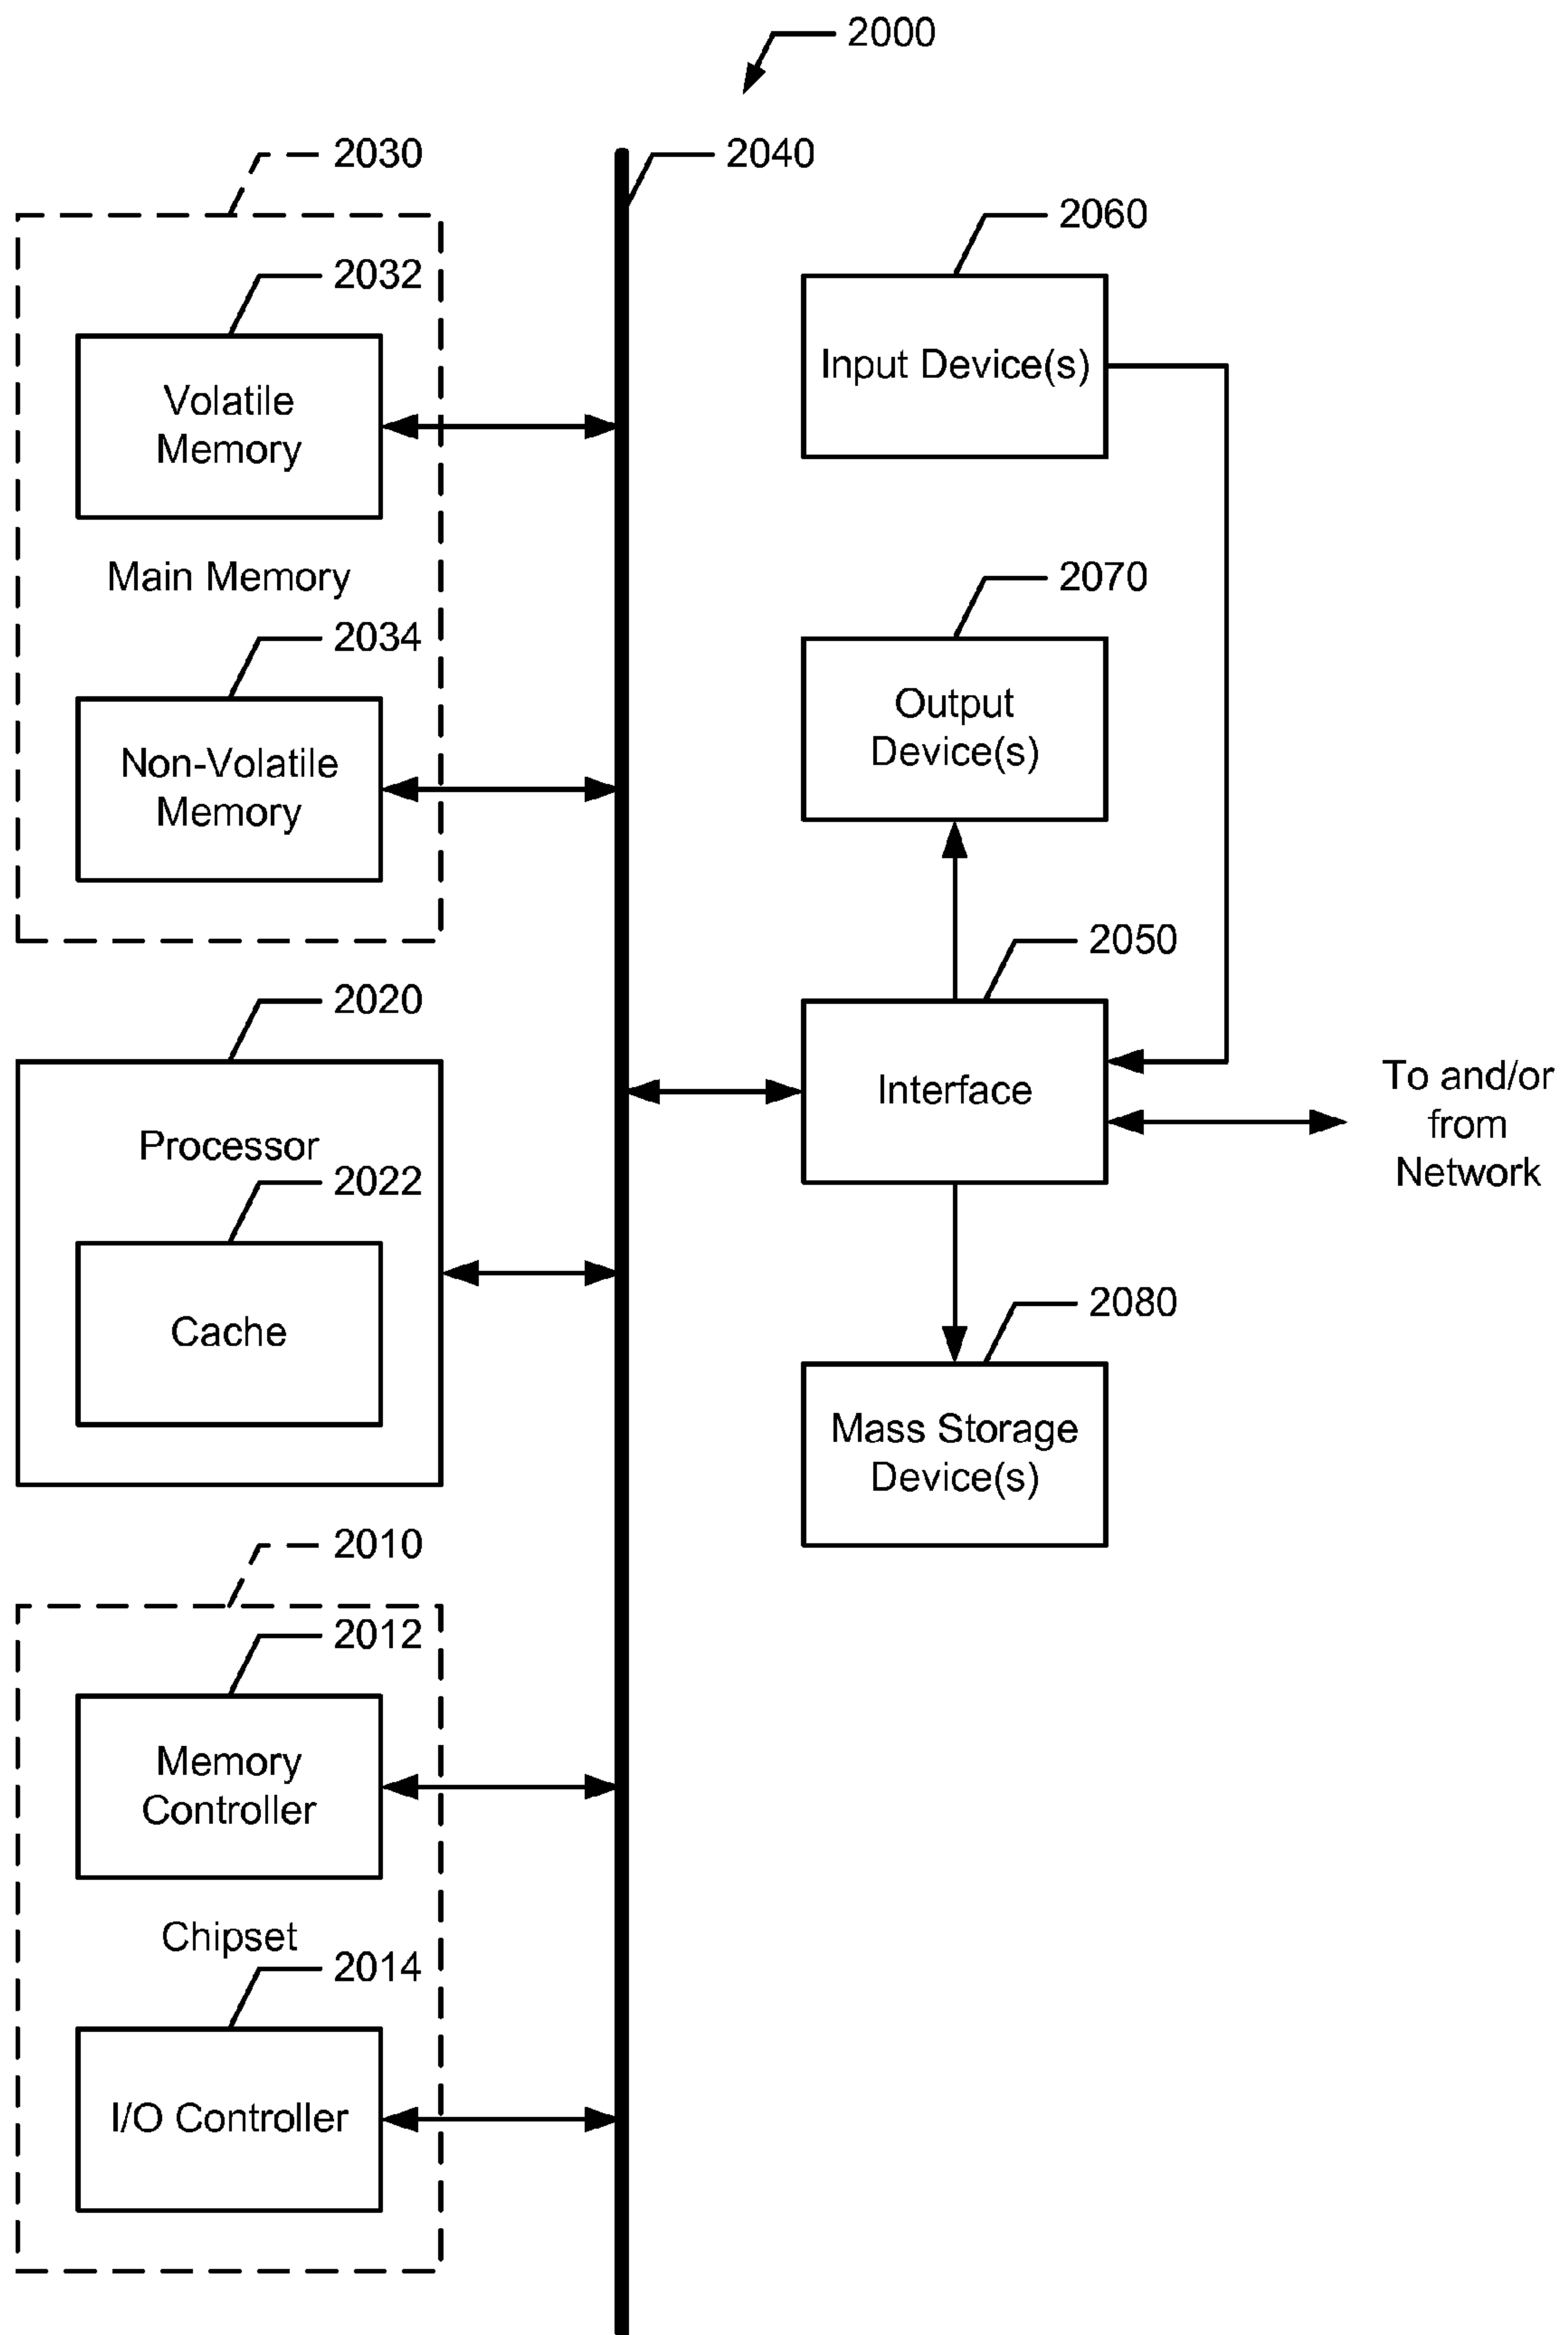 2000
2030
2040
2060
2032
Input Device(s)
Volatile
Memory
Main Memory
2070
2034
Output
Device(s)
Non-Volatile
Memory
2050
2020
Interface
To and/or
from
Network
Processor
2022
2080
Cache
Mass Storage
Device(s)
2010
2012
Memory
Controller
Chipset
2014
I/O Controller